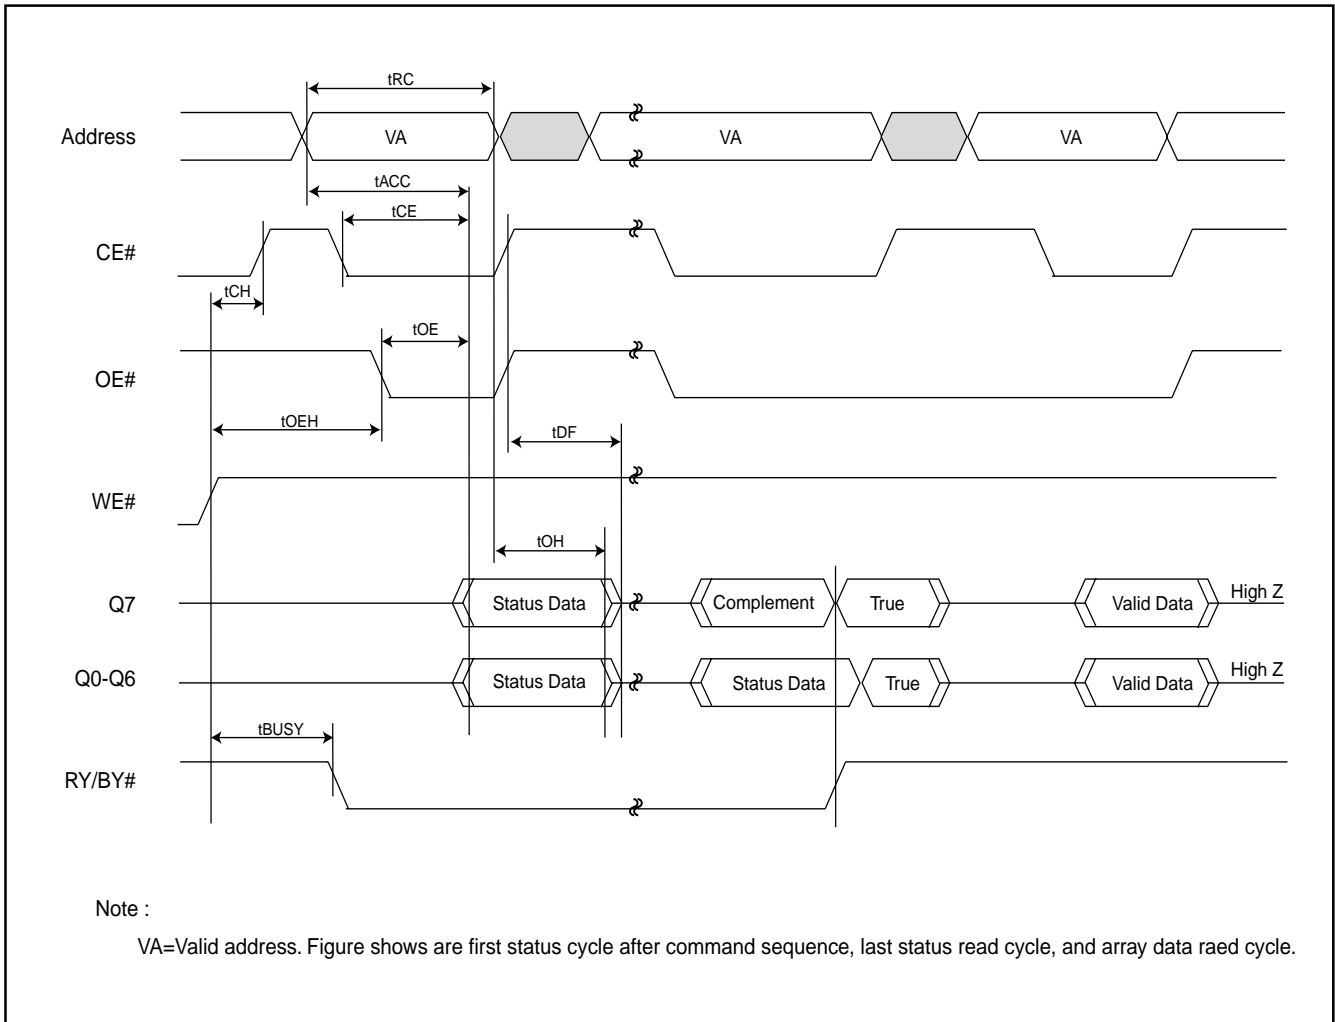 tRC
Address
VA
VA
VA
tACC
tCE
CE#
tCH
tOE
OE#
tOEH
tDF
WE#
tOH
Q7
Status Data
Complement
True
Valid Data
High Z
Q0-Q6
Status Data
Status Data
True
Valid Data
High Z
tBUSY
RY/BY#
Note :
VA=Valid address. Figure shows are first status cycle after command sequence, last status read cycle, and array data raed cycle.